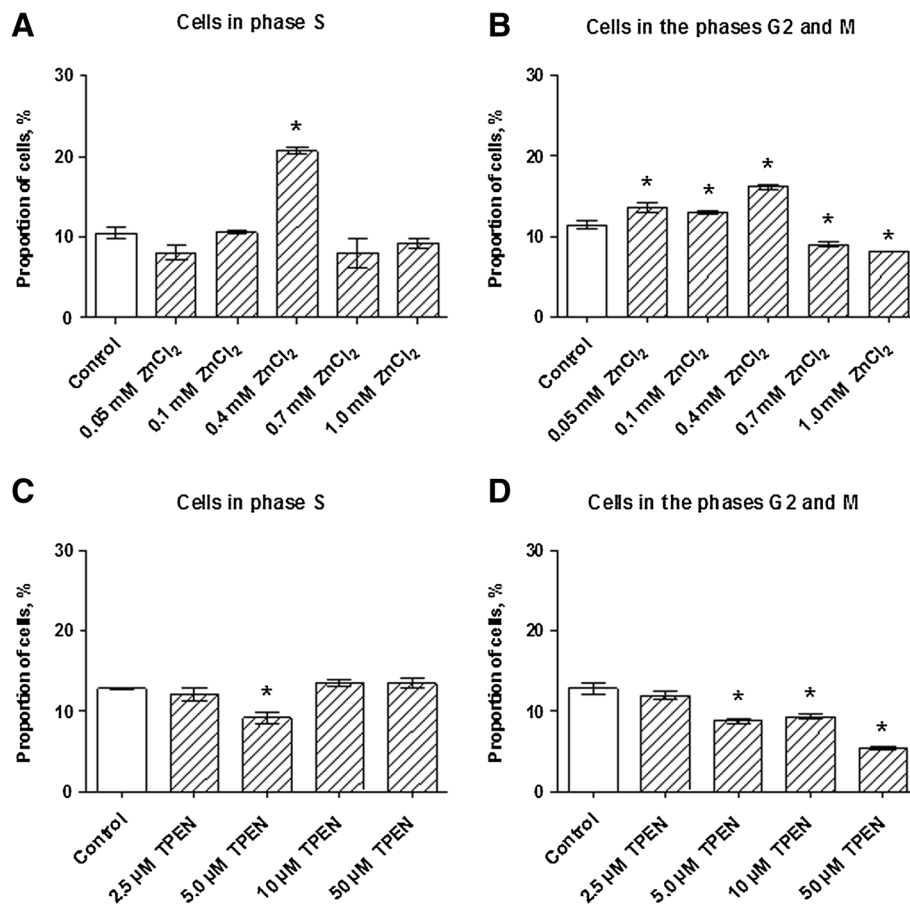 A
Cells in phase S
Proportion of cells, %
30
20
10
0
*
Control
0.05 mM ZnCl₂
0.1 mM ZnCl₂
0.4 mM ZnCl₂
0.7 mM ZnCl₂
1.0 mM ZnCl₂
B
Cells in the phases G2 and M
Proportion of cells, %
30
20
10
0
*
*
*
*
*
Control
0.05 mM ZnCl₂
0.1 mM ZnCl₂
0.4 mM ZnCl₂
0.7 mM ZnCl₂
1.0 mM ZnCl₂
C
Cells in phase S
Proportion of cells, %
30
20
10
0
*
Control
2.5 µM TPEN
5.0 µM TPEN
10 µM TPEN
50 µM TPEN
D
Cells in the phases G2 and M
Proportion of cells, %
30
20
10
0
*
*
*
Control
2.5 µM TPEN
5.0 µM TPEN
10 µM TPEN
50 µM TPEN